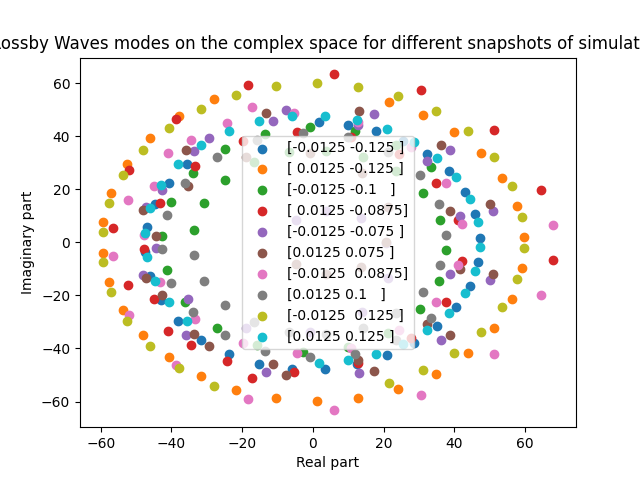 ossby Waves modes on the complex space for different snapshots of simulat
Imaginary part
60
40
20
0
−20
−40
−60
[-0.0125 -0.125 ]
[ 0.0125 -0.125 ]
[-0.0125 -0.1   ]
[ 0.0125 -0.0875]
[-0.0125 -0.075 ]
[0.0125 0.075 ]
[-0.0125  0.0875]
[0.0125 0.1   ]
[-0.0125  0.125 ]
[0.0125 0.125 ]
−60 −40 −20 0 20 40 60
Real part